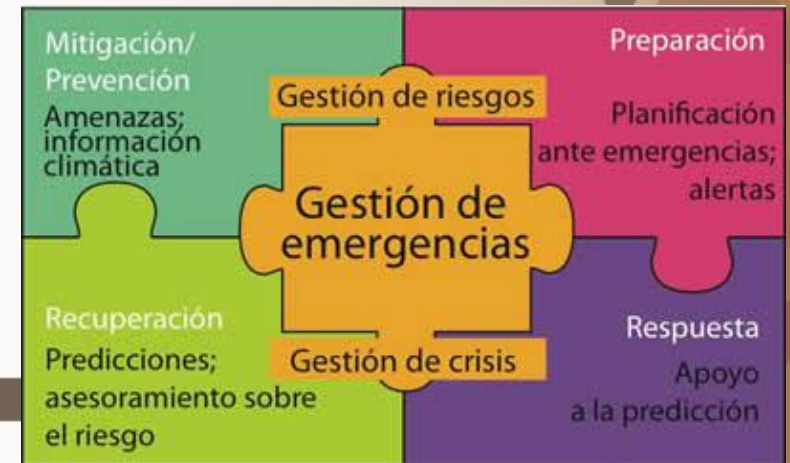 Mitigación/
Prevención
Amenazas;
información
climática
Preparación
Planificación
ante emergencias;
alertas
Gestión de riesgos
Gestión de
emergencias
Gestión de crisis
Recuperación
Predicciones;
asesoramiento sobre
el riesgo
Respuesta
Apoyo
a la predicción